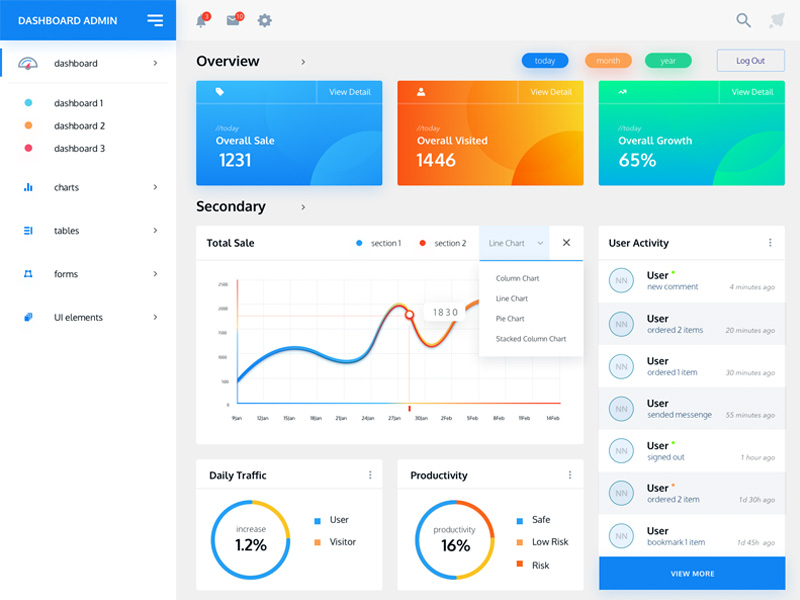 DASHBOARD ADMIN
3
10
dashboard
dashboard 1
dashboard 2
dashboard 3
charts
tables
forms
UI elements
Overview
today
month
year
Log Out
View Detail
//today
Overall Sale
1231
View Detail
//today
Overall Visited
1446
View Detail
//today
Overall Growth
65%
Secondary
Total Sale
section 1
section 2
Line Chart
Column Chart
Line Chart
Pie Chart
Stacked Column Chart
2500
2000
1500
1000
500
0
1830
9Jan 12Jan 15Jan 18Jan 21Jan 24Jan 27Jan 30Jan 2Feb 5Feb 8Feb 11Feb 14Feb
User Activity
NN
User
new comment
4 minutes ago
NN
User
ordered 2 items
20 minutes ago
NN
User
ordered 1 item
30 minutes ago
NN
User
sended messenge
55 minutes ago
NN
User
signed out
1 hour ago
NN
User
ordered 2 item
1d 30h ago
NN
User
bookmark 1 item
1d 45h ago
VIEW MORE
Daily Traffic
increase
1.2%
User
Visitor
Productivity
productivity
16%
Safe
Low Risk
Risk